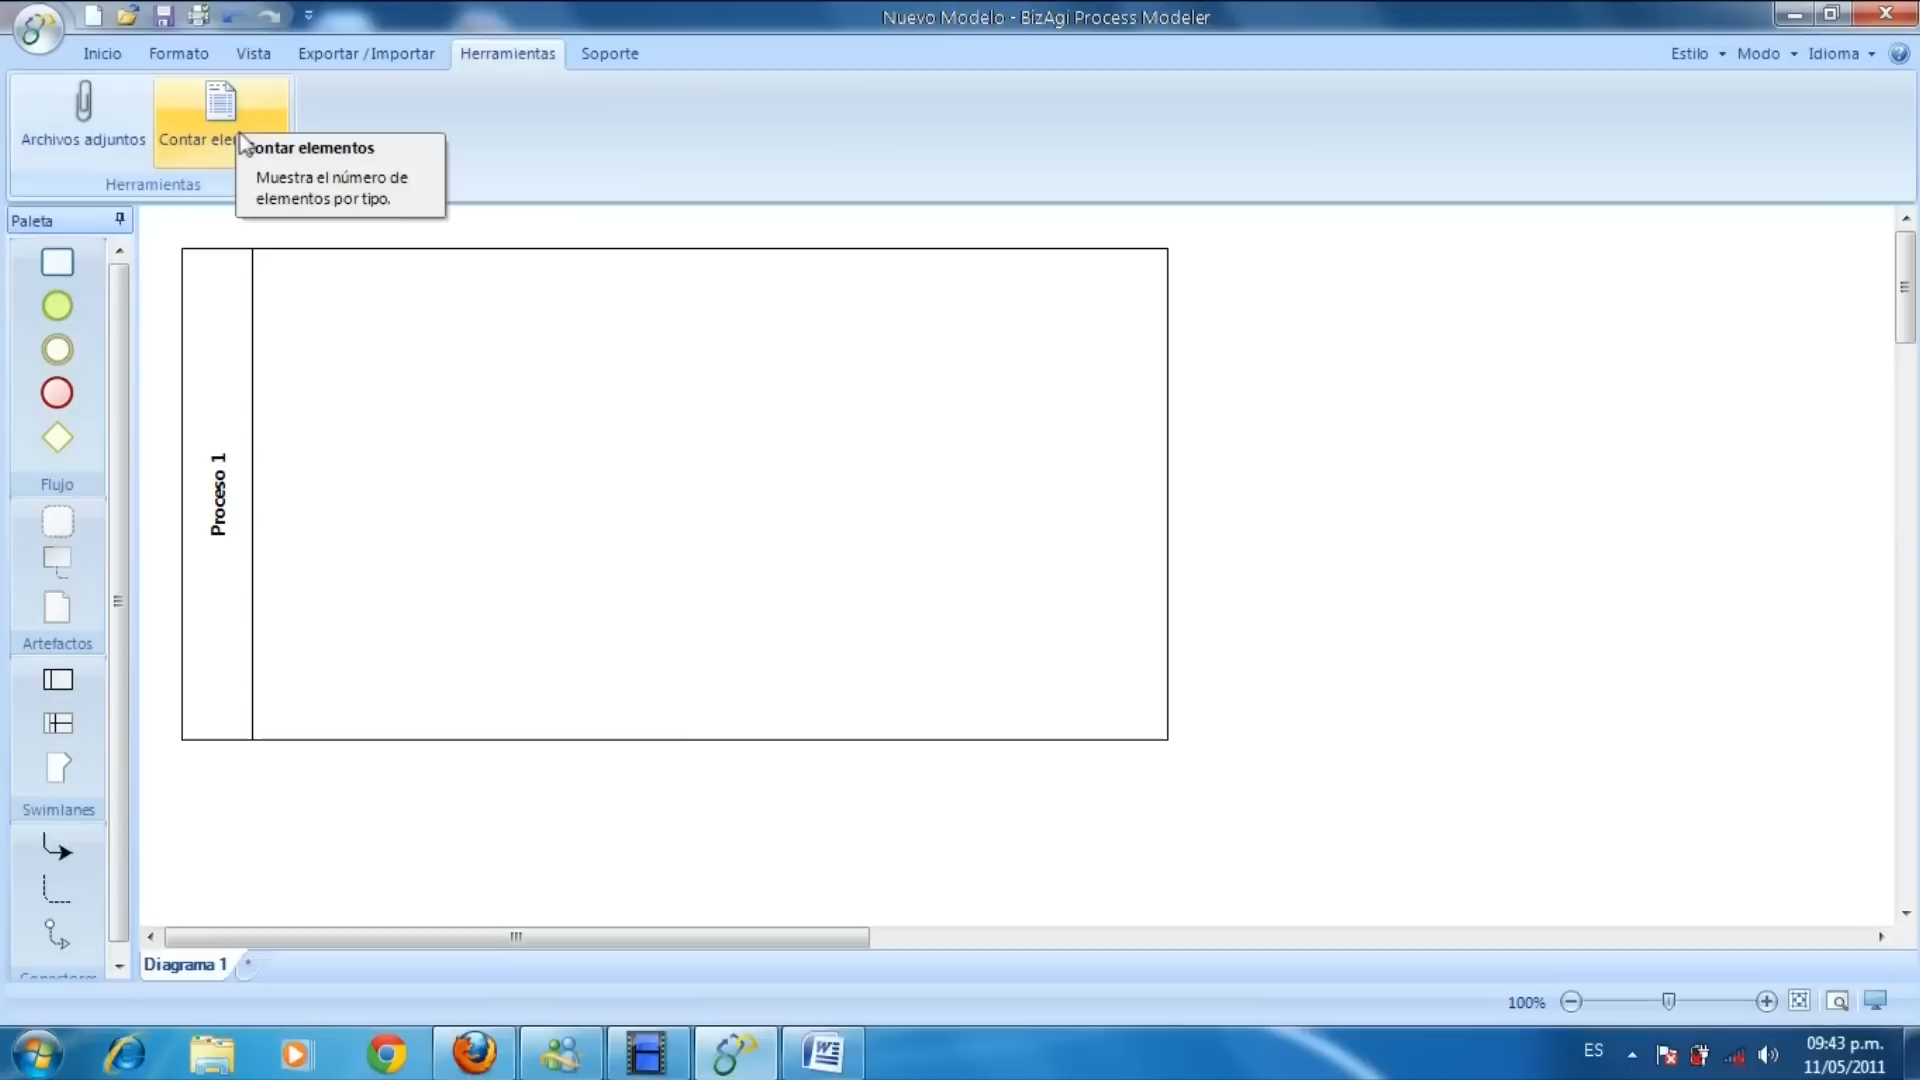 Nuevo Modelo - BizAgi Process Modeler
Inicio
Formato
Vista
Exportar / Importar
Herramientas
Soporte
Estilo
Modo
Idioma
Archivos adjuntos
Contar
ontar elementos
Muestra el número de
elementos por tipo.
Herramientas
Paleta
Proceso 1
Flujo
Artefactos
Swimlanes
Diagrama 1
100%
ES
09:43 p.m.
11/05/2011